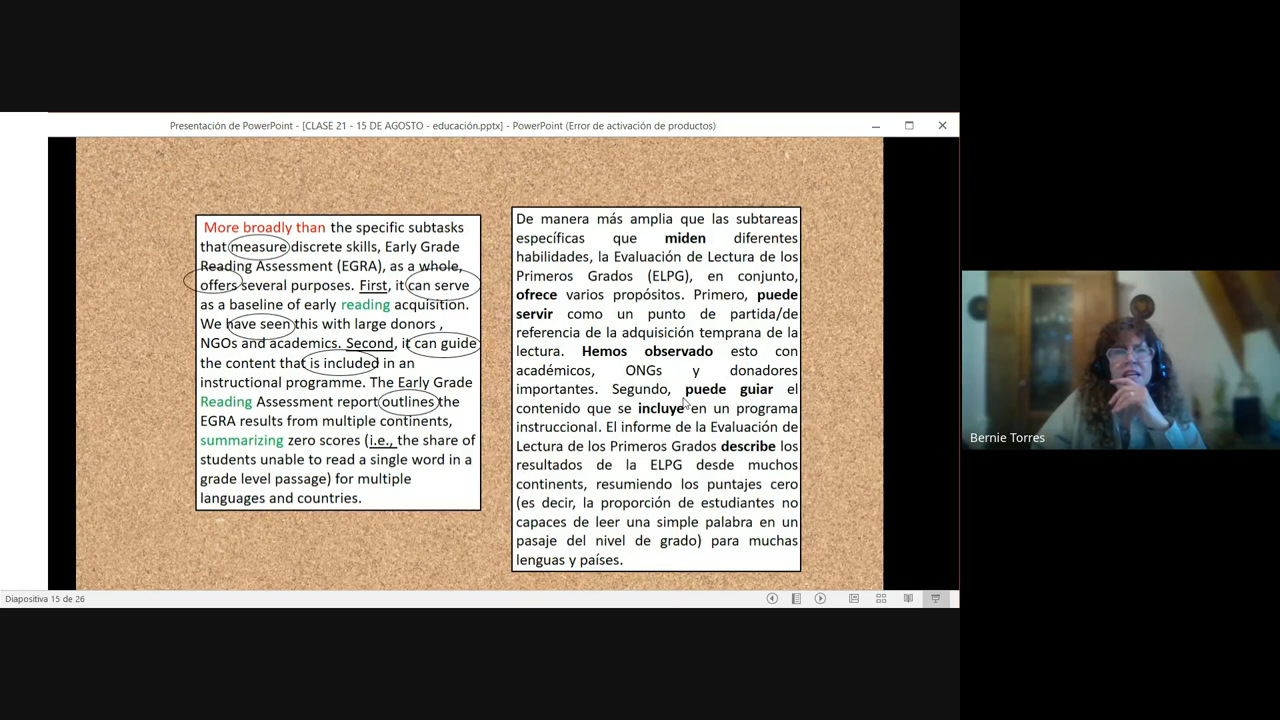 Presentación de PowerPoint - [CLASE 21 - 15 DE AGOSTO - educación.pptx] - PowerPoint (Error de activación de productos)
More broadly than the specific subtasks
that measure discrete skills, Early Grade
Reading Assessment (EGRA), as a whole,
offers several purposes. First, it can serve
as a baseline of early reading acquisition.
We have seen this with large donors ,
NGOs and academics. Second, it can guide
the content that is included in an
instructional programme. The Early Grade
Reading Assessment report outlines the
EGRA results from multiple continents,
summarizing zero scores (i.e., the share of
students unable to read a single word in a
grade level passage) for multiple
languages and countries.
De manera más amplia que las subtareas
específicas que miden diferentes
habilidades, la Evaluación de Lectura de los
Primeros Grados (ELPG), en conjunto,
ofrece varios propósitos. Primero, puede
servir como un punto de partida/de
referencia de la adquisición temprana de la
lectura. Hemos observado esto con
académicos, ONGs y donadores
importantes. Segundo, puede guiar el
contenido que se incluye en un programa
instruccional. El informe de la Evaluación de
Lectura de los Primeros Grados describe los
resultados de la ELPG desde muchos
continentes, resumiendo los puntajes cero
(es decir, la proporción de estudiantes no
capaces de leer una simple palabra en un
pasaje del nivel de grado) para muchas
lenguas y países.
Diapositiva 15 de 26
Bernie Torres